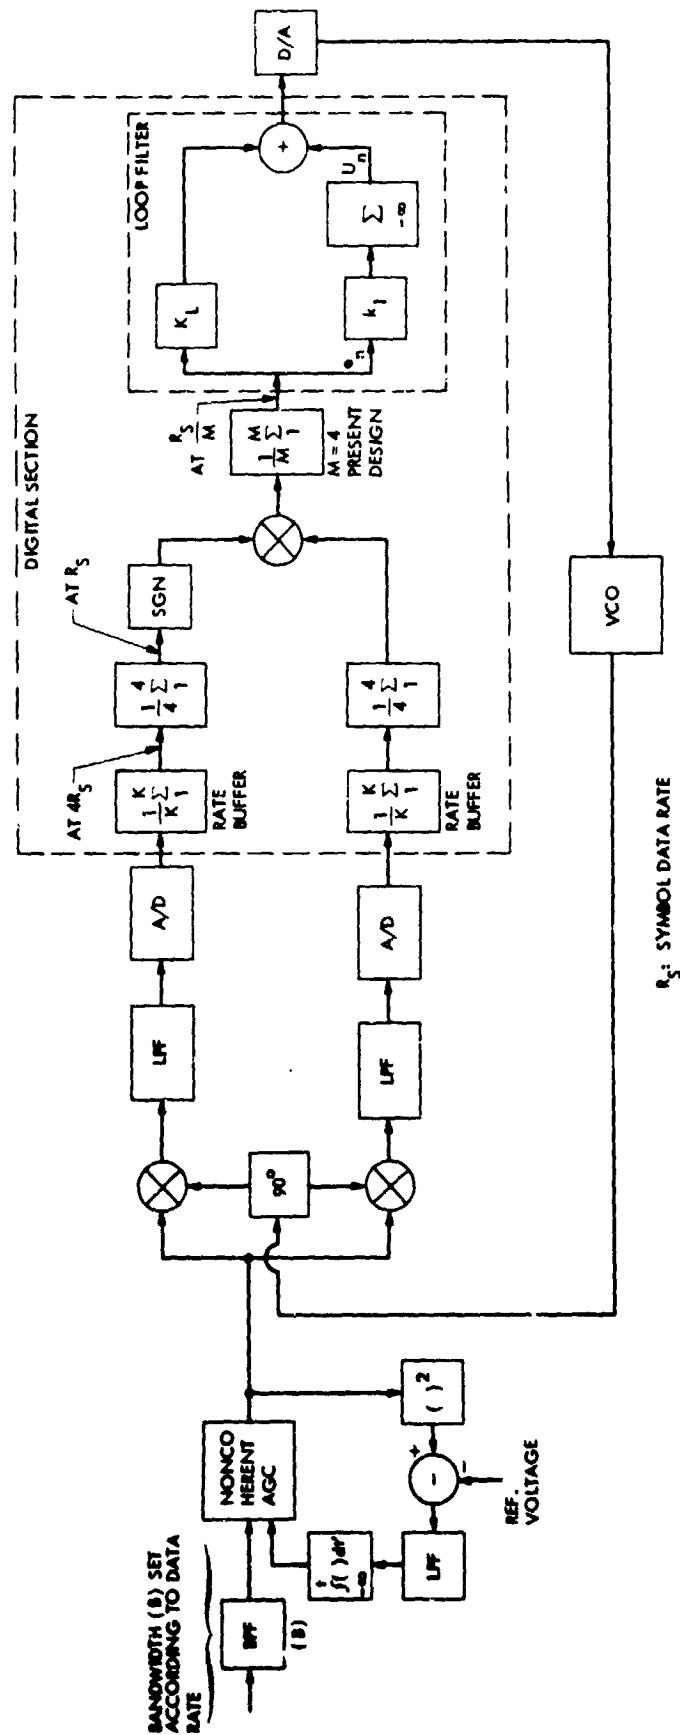 BANDWIDTH (B) SET
ACCORDING TO DATA
RATE
BPF
(B)
NONCO
HERENT
AGC
∫( )dt'
t
-∞
LPF
REF.
VOLTAGE
+
-
-
( )²
90°
LPF
LPF
A/D
A/D
DIGITAL SECTION
AT 4R_S
1/K Σ K 1
RATE
BUFFER
1/4 Σ 4 1
AT R_S
SGN
1/K Σ K 1
RATE
BUFFER
1/4 Σ 4 1
AT R_S/M
1/M Σ M 1
M = 4
PRESENT
DESIGN
LOOP FILTER
K_L
e_n
k_I
Σ
-∞
U_n
+
D/A
VCO
R_S: SYMBOL DATA RATE